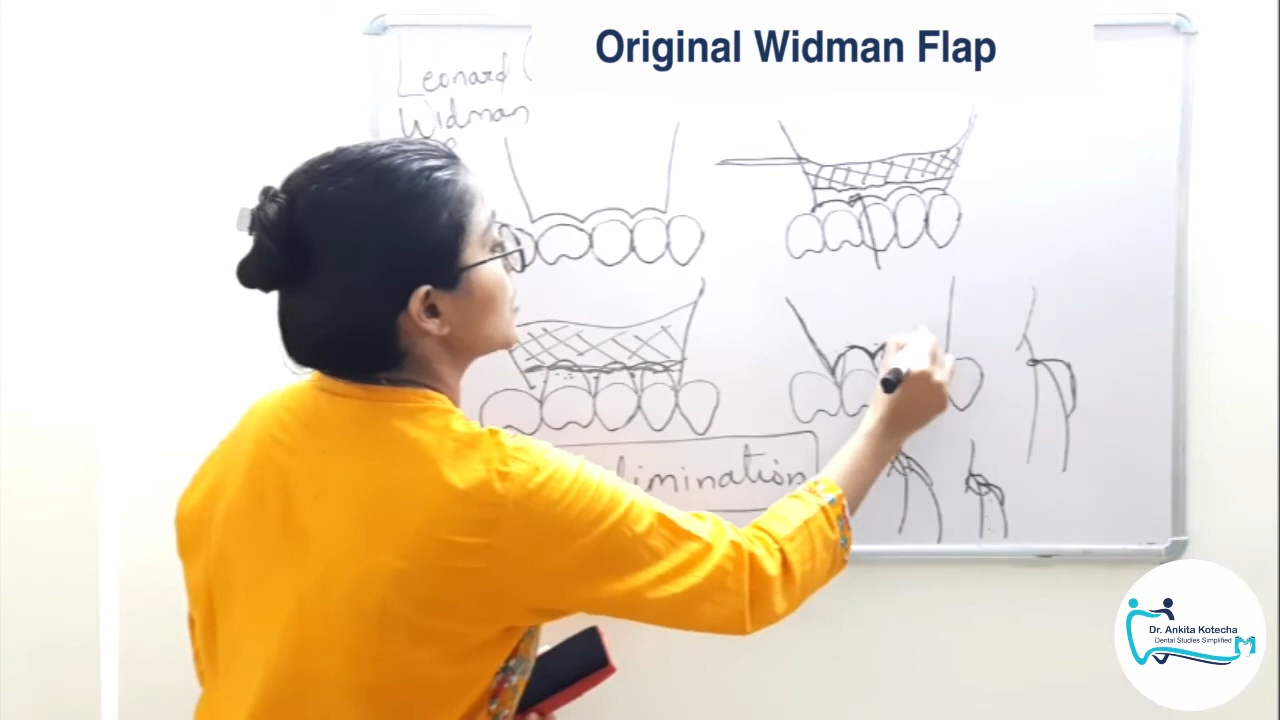 Original Widman Flap
Leonard
Widman
limination
Dr. Ankita Kotecha
Dental Studies Simplified